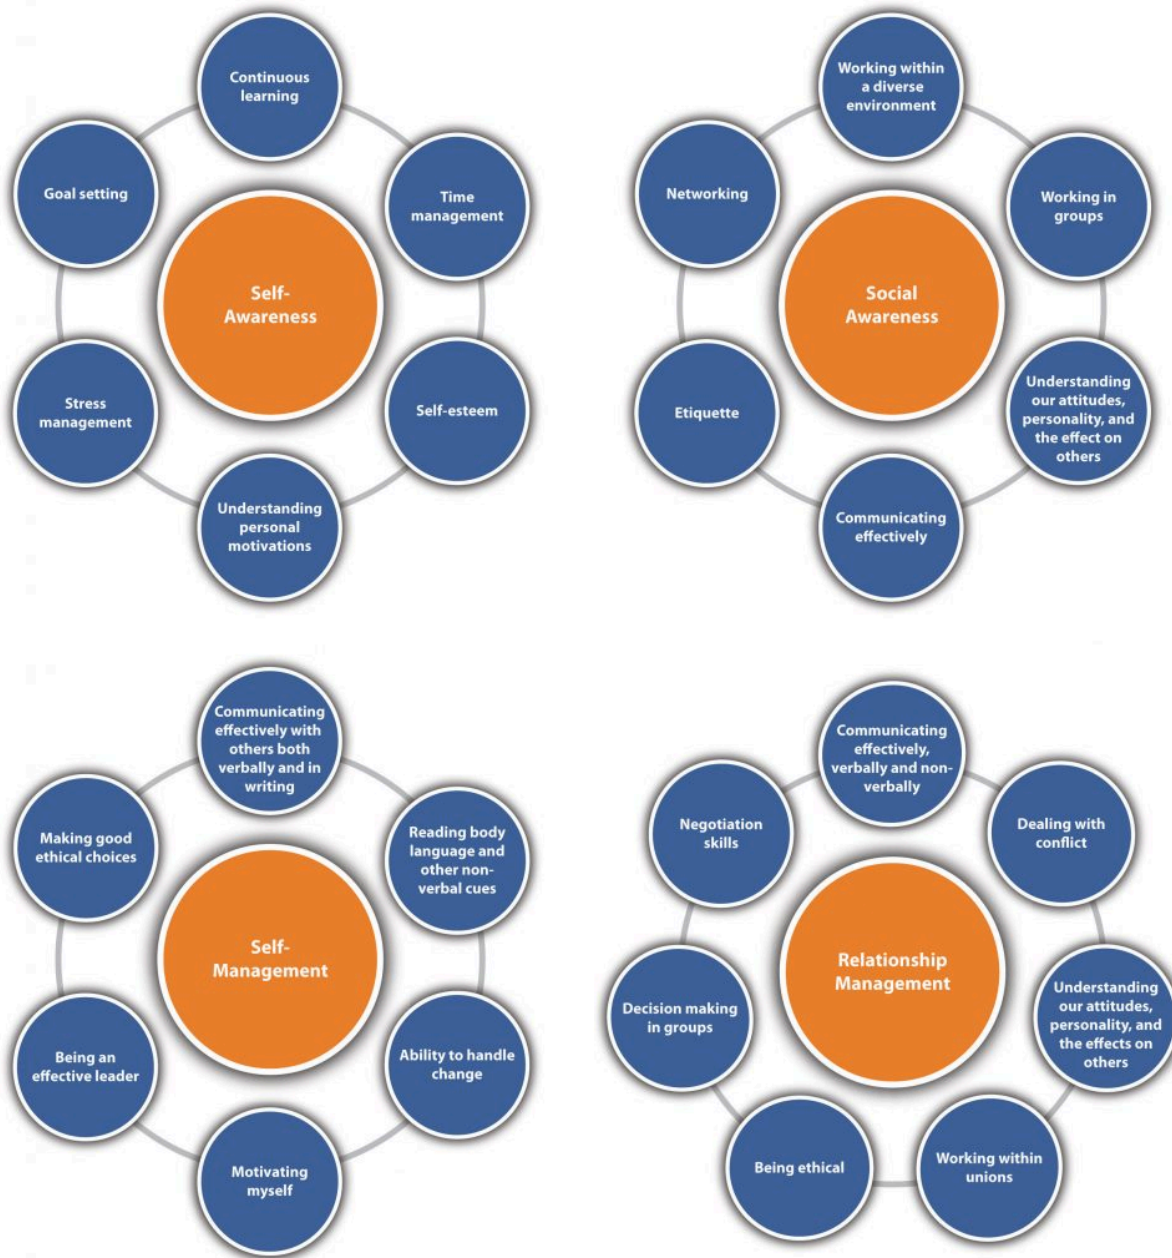 Continuous
learning
Time
management
Self-esteem
Understanding
personal
motivations
Stress
management
Goal setting
Self-
Awareness
Working within
a diverse
environment
Working in
groups
Understanding
our attitudes,
personality, and
the effect on
others
Communicating
effectively
Etiquette
Networking
Social
Awareness
Communicating
effectively with
others both
verbally and in
writing
Reading body
language and
other non-
verbal cues
Ability to handle
change
Motivating
myself
Being an
effective leader
Making good
ethical choices
Self-
Management
Communicating
effectively,
verbally and non-
verbally
Dealing with
conflict
Understanding
our attitudes,
personality, and
the effects on
others
Working within
unions
Being ethical
Decision making
in groups
Negotiation
skills
Relationship
Management